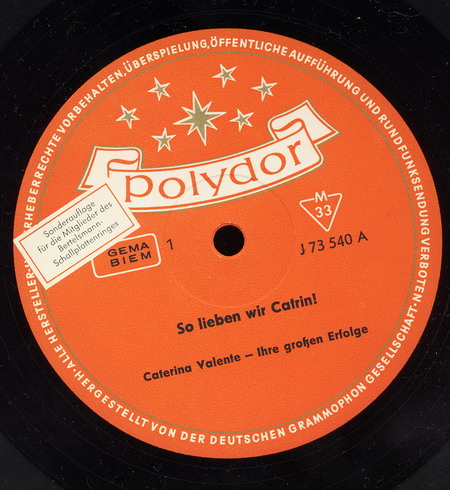 ALLE HERSTELLER- RHEBERRECHTE VORBEHALTEN, ÜBERSPIELUNG, ÖFFENTLICHE AUFFÜHRUNG UND RUNDFUNKSENDUNG VERBOTEN.
polydor
Sonderauflage
für die Mitglieder des
Bertelsmann-
Schallplattenringes
GEMA
BIEM
1
M
33
J 73 540 A
So lieben wir Catrin!
Caterina Valente – Ihre großen Erfolge
HERGESTELLT VON DER DEUTSCHEN GRAMMOPHON GESELLSCHAFT